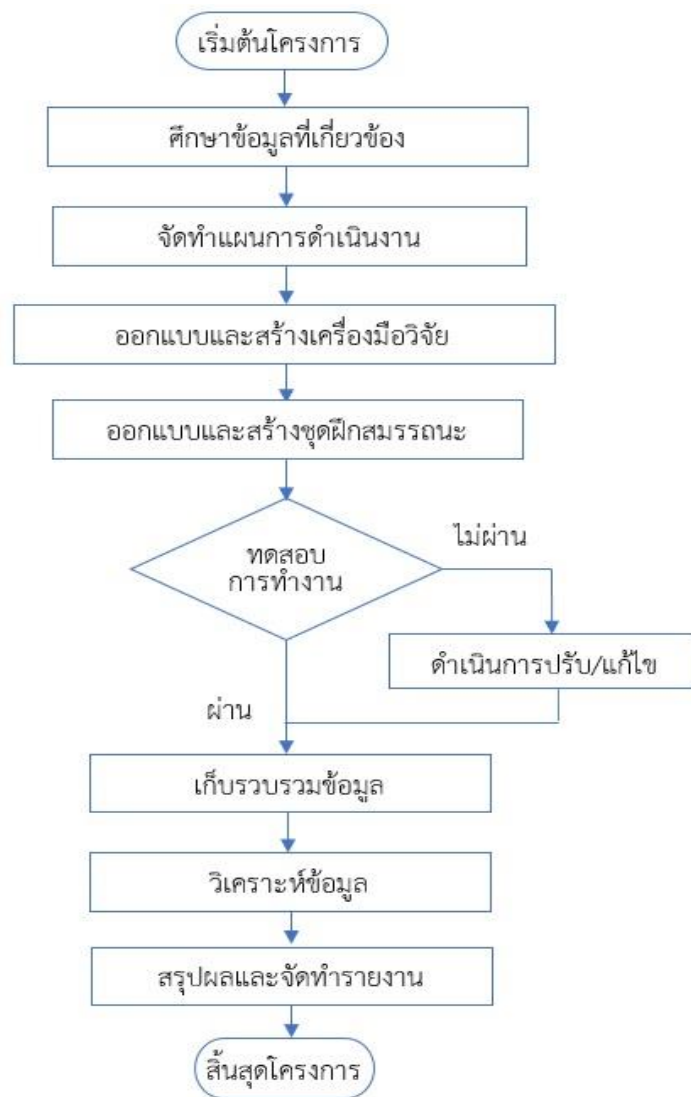 เริ่มต้นโครงการ
ศึกษาข้อมูลที่เกี่ยวข้อง
จัดทำแผนการดำเนินงาน
ออกแบบและสร้างเครื่องมือวิจัย
ออกแบบและสร้างชุดฝึกสมรรถนะ
ทดสอบ
การทำงาน
ไม่ผ่าน
ดำเนินการปรับ/แก้ไข
ผ่าน
เก็บรวบรวมข้อมูล
วิเคราะห์ข้อมูล
สรุปผลและจัดทำรายงาน
สิ้นสุดโครงการ